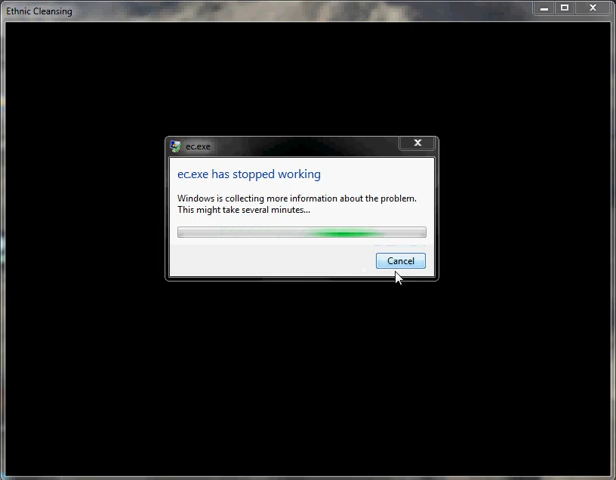 Ethnic Cleansing
ec.exe
ec.exe has stopped working
Windows is collecting more information about the problem.
This might take several minutes...
Cancel